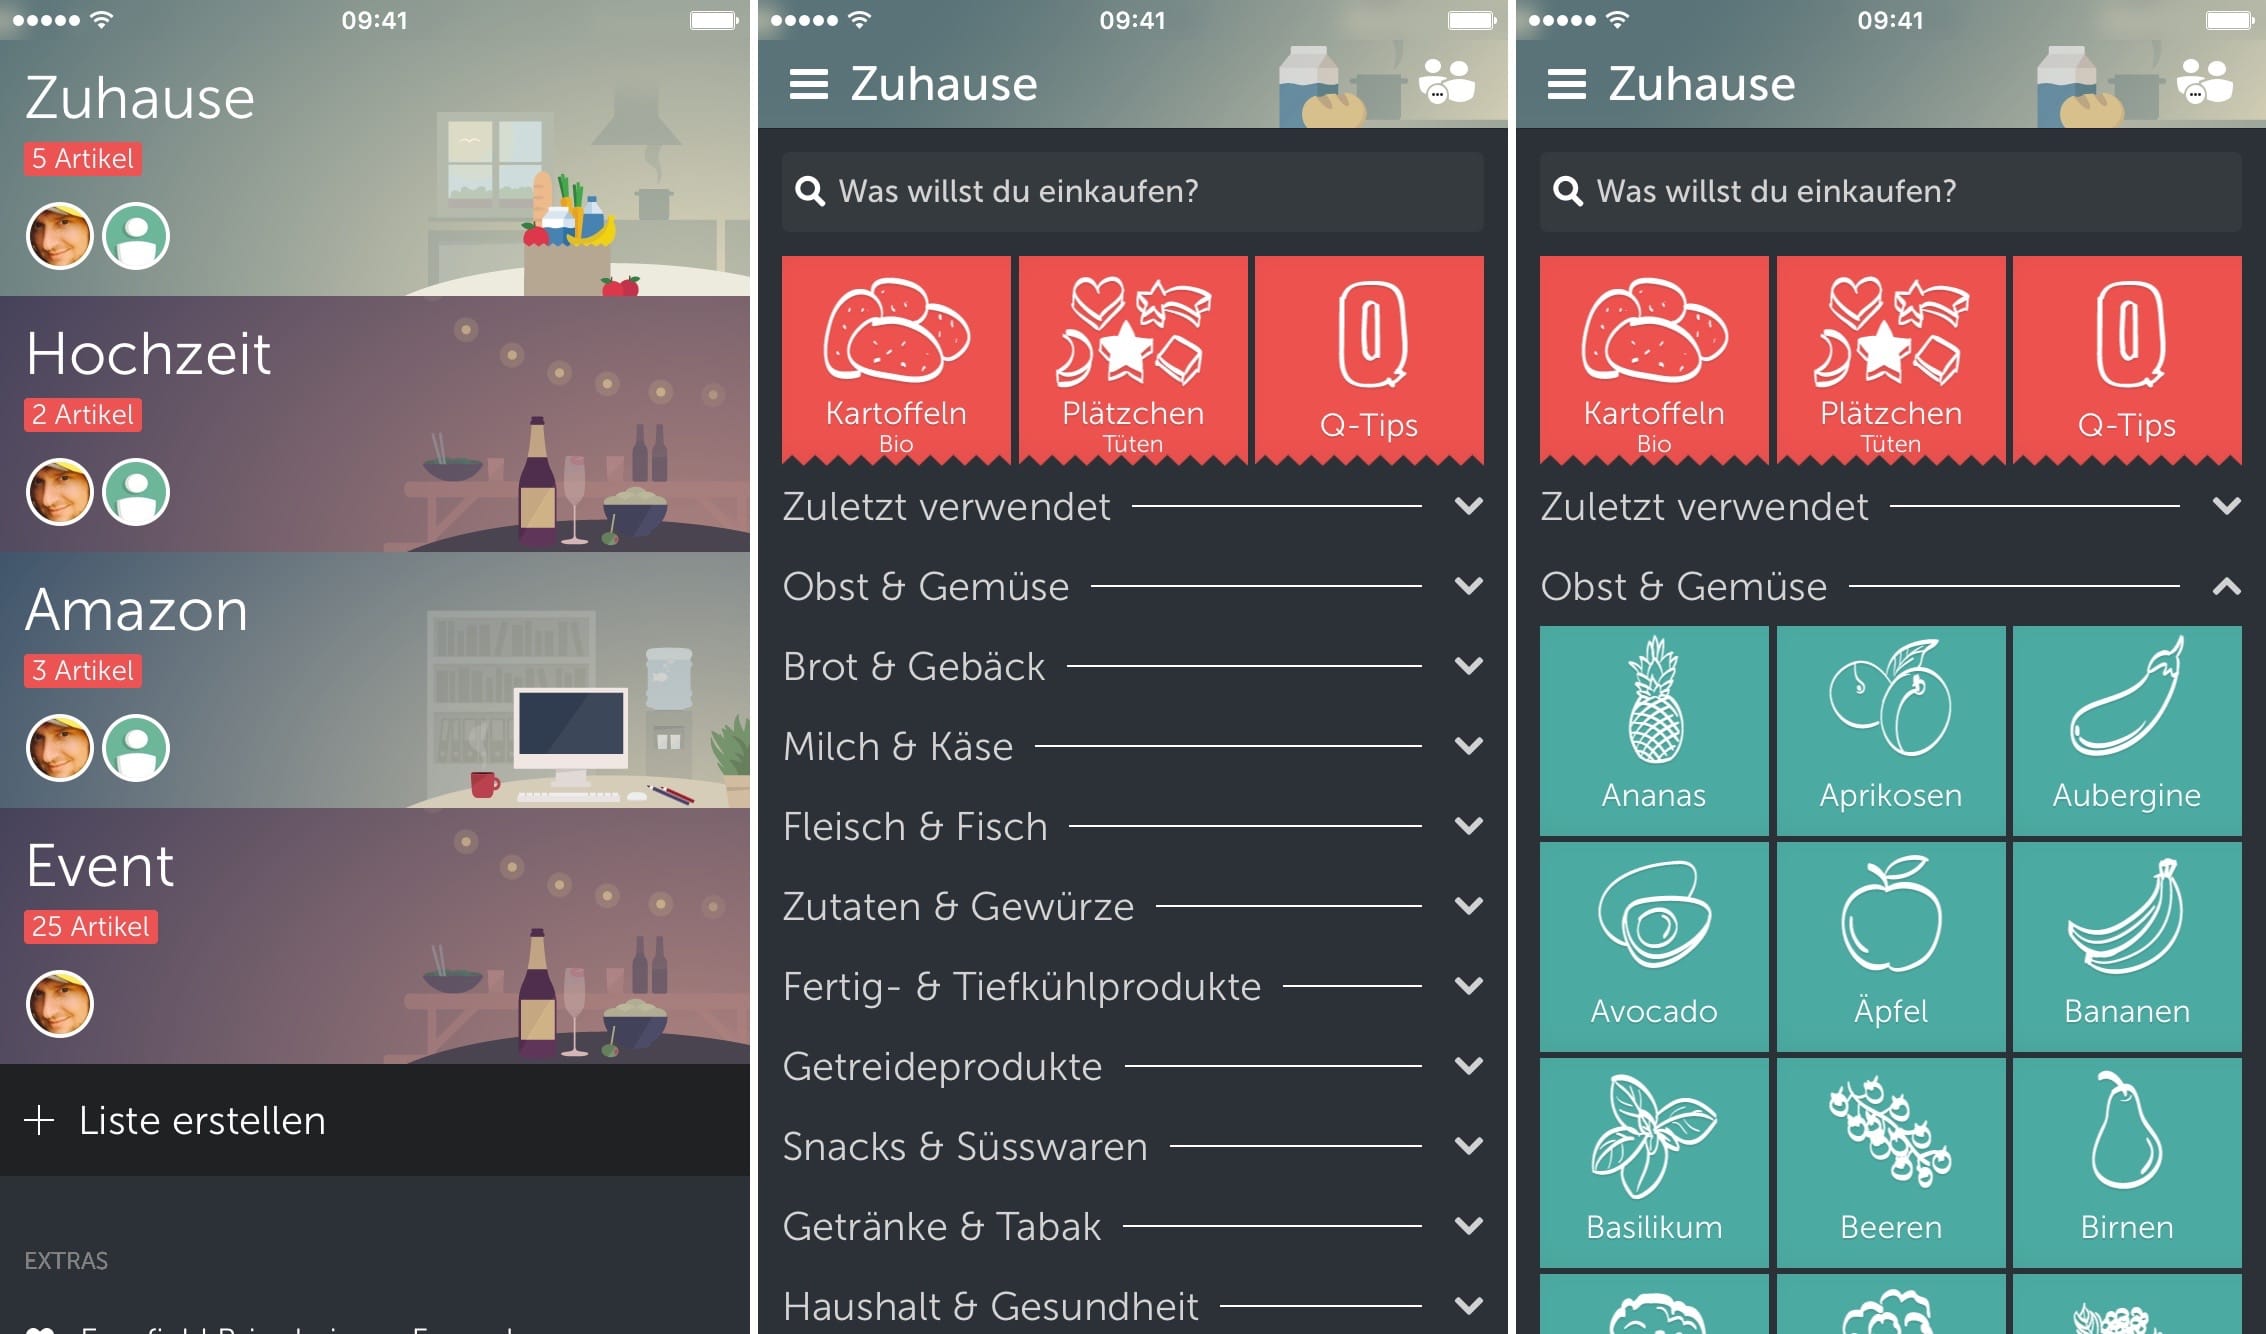 09:41
Zuhause
5 Artikel
Hochzeit
2 Artikel
Amazon
3 Artikel
Event
25 Artikel
Liste erstellen
EXTRAS
09:41
Zuhause
Was willst du einkaufen?
Kartoffeln
Bio
Plätzchen
Tüten
Q
Q-Tips
Zuletzt verwendet
Obst & Gemüse
Brot & Gebäck
Milch & Käse
Fleisch & Fisch
Zutaten & Gewürze
Fertig- & Tiefkühlprodukte
Getreideprodukte
Snacks & Süsswaren
Getränke & Tabak
Haushalt & Gesundheit
09:41
Zuhause
Was willst du einkaufen?
Kartoffeln
Bio
Plätzchen
Tüten
Q
Q-Tips
Zuletzt verwendet
Obst & Gemüse
Ananas
Aprikosen
Aubergine
Avocado
Äpfel
Bananen
Basilikum
Beeren
Birnen